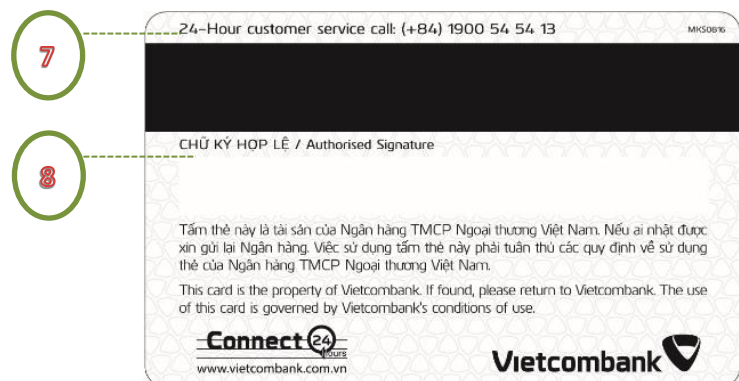 7
24-Hour customer service call: (+84) 1900 54 54 13
MKS0816
8
CHỮ KÝ HỢP LỆ / Authorised Signature
Tấm thẻ này là tài sản của Ngân hàng TMCP Ngoại thương Việt Nam. Nếu ai nhặt được
xin gửi lại Ngân hàng. Việc sử dụng tấm thẻ này phải tuân thủ các quy định về sử dụng
thẻ của Ngân hàng TMCP Ngoại thương Việt Nam.
This card is the property of Vietcombank. If found, please return to Vietcombank. The use
of this card is governed by Vietcombank's conditions of use.
Connect 24
hours
www.vietcombank.com.vn
Vietcombank